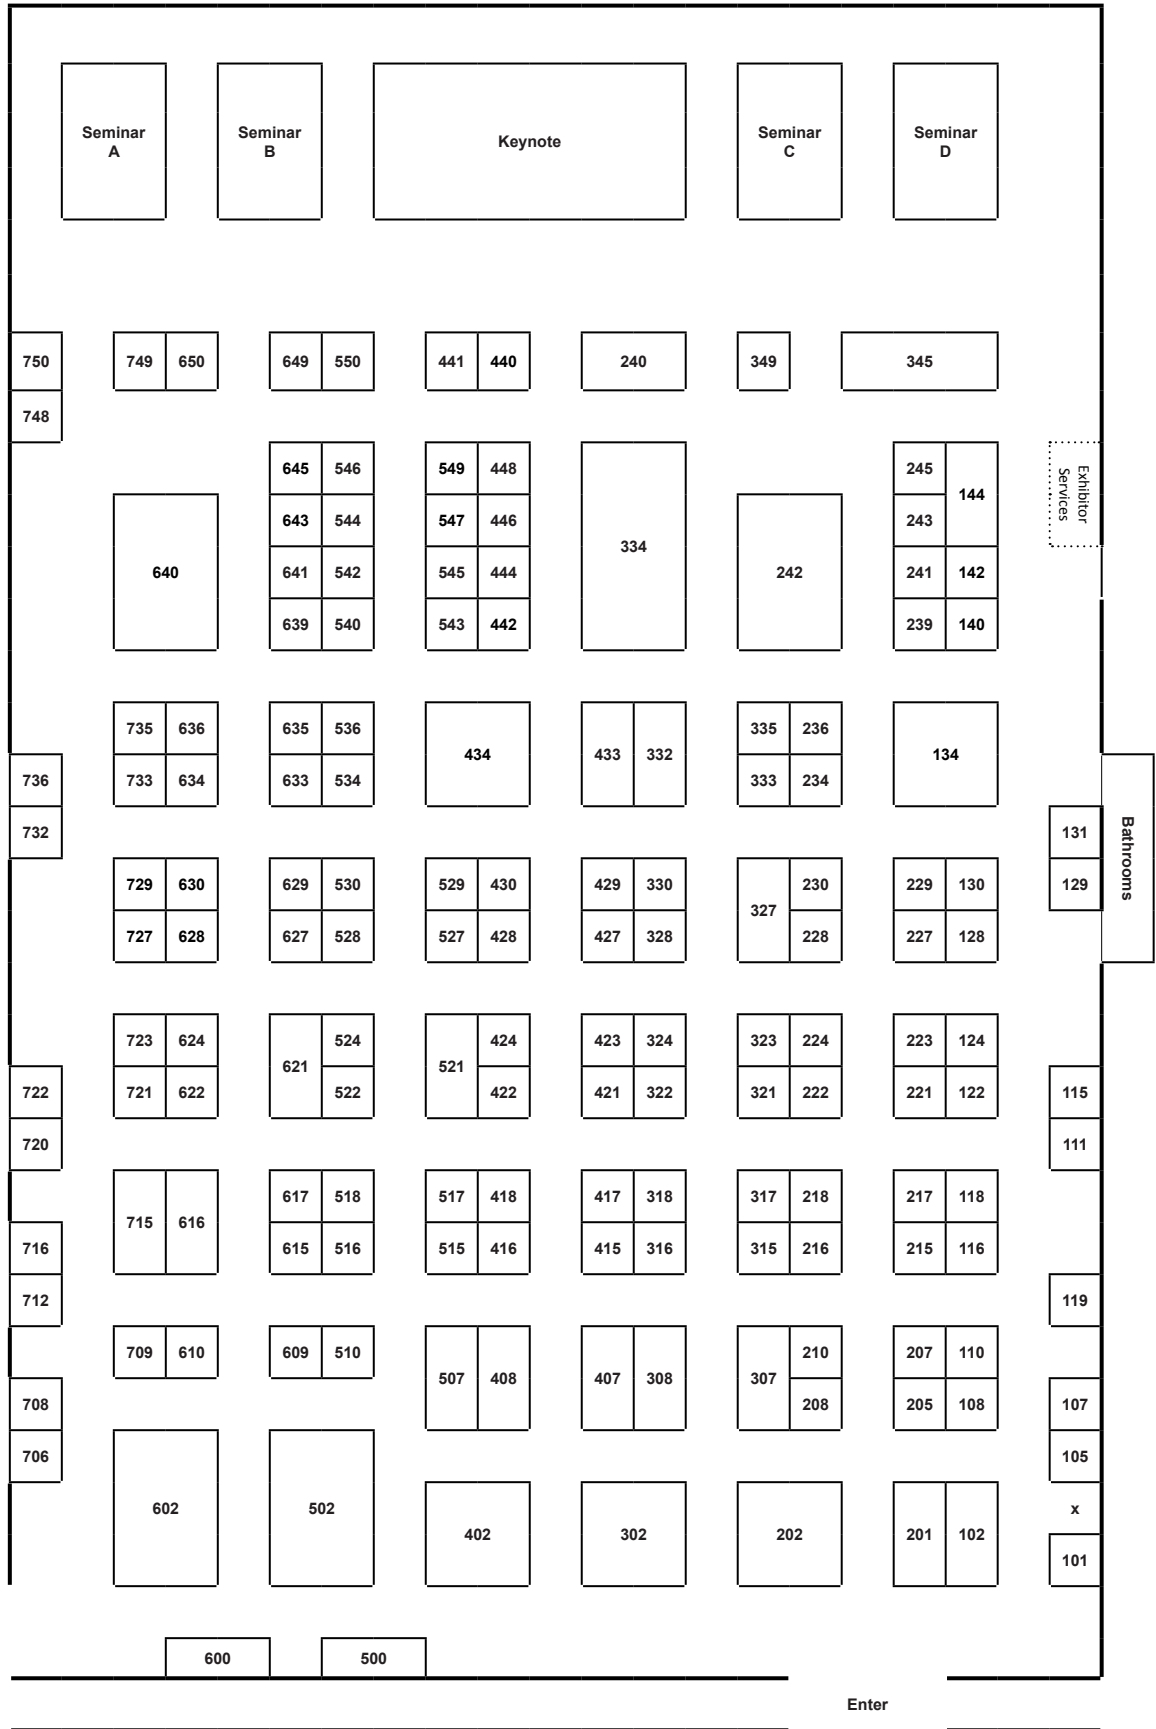 Seminar
A
Seminar
B
Keynote
Seminar
C
Seminar
D
750 749 650 649 550 441 440 240 349 345
748
645 546 549 448 245
144
Exhibitor
Services
643 544 547 446 334 243
640 641 542 545 444 242 241 142
639 540 543 442 239 140
735 636 635 536 434 433 332 335 236 134
736 733 634 633 534 333 234
732 131
Bathrooms
729 630 629 530 529 430 429 330 327 230 229 130 129
727 628 627 528 527 428 427 328 228 227 128
723 624 621 524 521 424 423 324 323 224 223 124
722 721 622 522 422 421 322 321 222 221 122 115
720 111
715 616 617 518 517 418 417 318 317 218 217 118
716 615 516 515 416 415 316 315 216 215 116
712 119
709 610 609 510 507 408 407 308 307 210 207 110
708 208 205 108 107
706 105
602 502 x
402 302 202 201 102
101
600 500
Enter